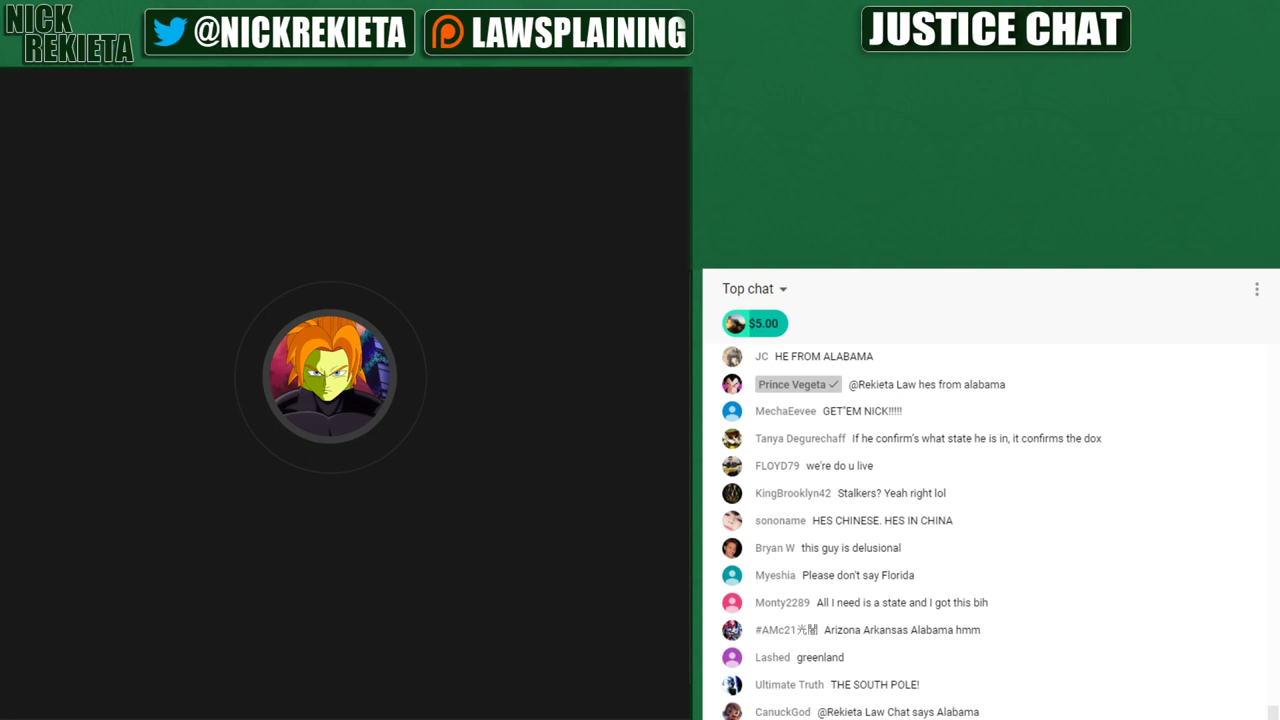 NICK
REKIETA
@NICKREKIETA
LAWSPLAINING
JUSTICE CHAT
Top chat
$5.00
JC HE FROM ALABAMA
Prince Vegeta @Rekieta Law hes from alabama
MechaEevee GET"EM NICK!!!!!
Tanya Degurechaff If he confirm's what state he is in, it confirms the dox
FLOYD79 we're do u live
KingBrooklyn42 Stalkers? Yeah right lol
sononame HES CHINESE. HES IN CHINA
Bryan W this guy is delusional
Myeshia Please don't say Florida
Monty2289 All I need is a state and I got this bih
#AMc21光闇 Arizona Arkansas Alabama hmm
Lashed greenland
Ultimate Truth THE SOUTH POLE!
CanuckGod @Rekieta Law Chat says Alabama